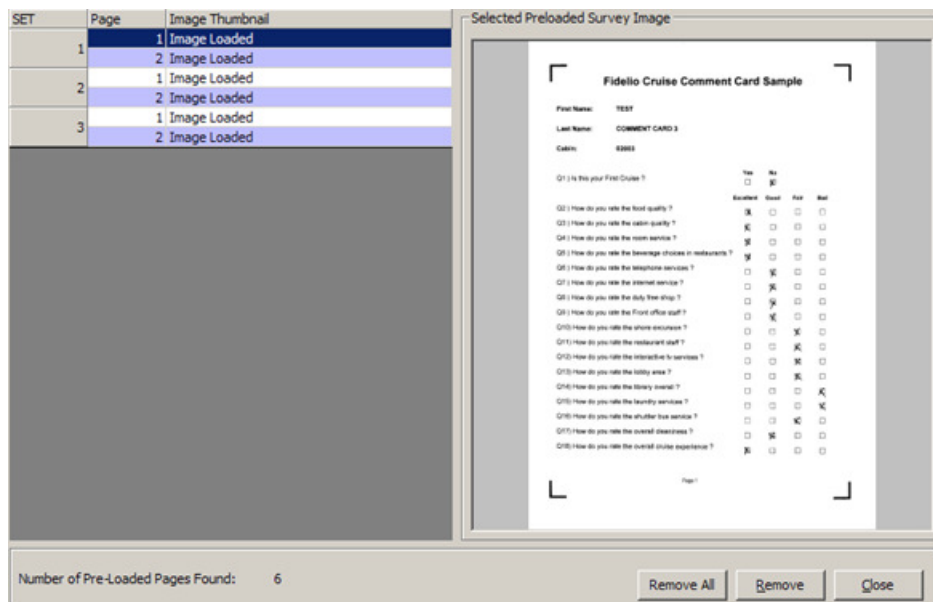 SET Page Image Thumbnail
1 1 Image Loaded
2 Image Loaded
2 1 Image Loaded
2 Image Loaded
3 1 Image Loaded
2 Image Loaded
Selected Preloaded Survey Image
Fidelio Cruise Comment Card Sample
First Name: TEST
Last Name: COMMENT CARD 3
Cabin: 02003
Yes No
Q1 ) Is this your First Cruise ?
Excellent Good Fair Bad
Q2 ) How do you rate the food quality ?
Q3 ) How do you rate the cabin quality ?
Q4 ) How do you rate the room service ?
Q5 ) How do you rate the beverage choices in restaurants ?
Q6 ) How do you rate the telephone services ?
Q7 ) How do you rate the internet service ?
Q8 ) How do you rate the duty free shop ?
Q9 ) How do you rate the Front office staff ?
Q10) How do you rate the shore excursion ?
Q11) How do you rate the restaurant staff ?
Q12) How do you rate the interactive tv services ?
Q13) How do you rate the lobby area ?
Q14) How do you rate the library overall ?
Q15) How do you rate the laundry services ?
Q16) How do you rate the shuttler bus service ?
Q17) How do you rate the overall cleanness ?
Q18) How do you rate the overall cruise experience ?
Page 1
Number of Pre-Loaded Pages Found: 6
Remove All Remove Close